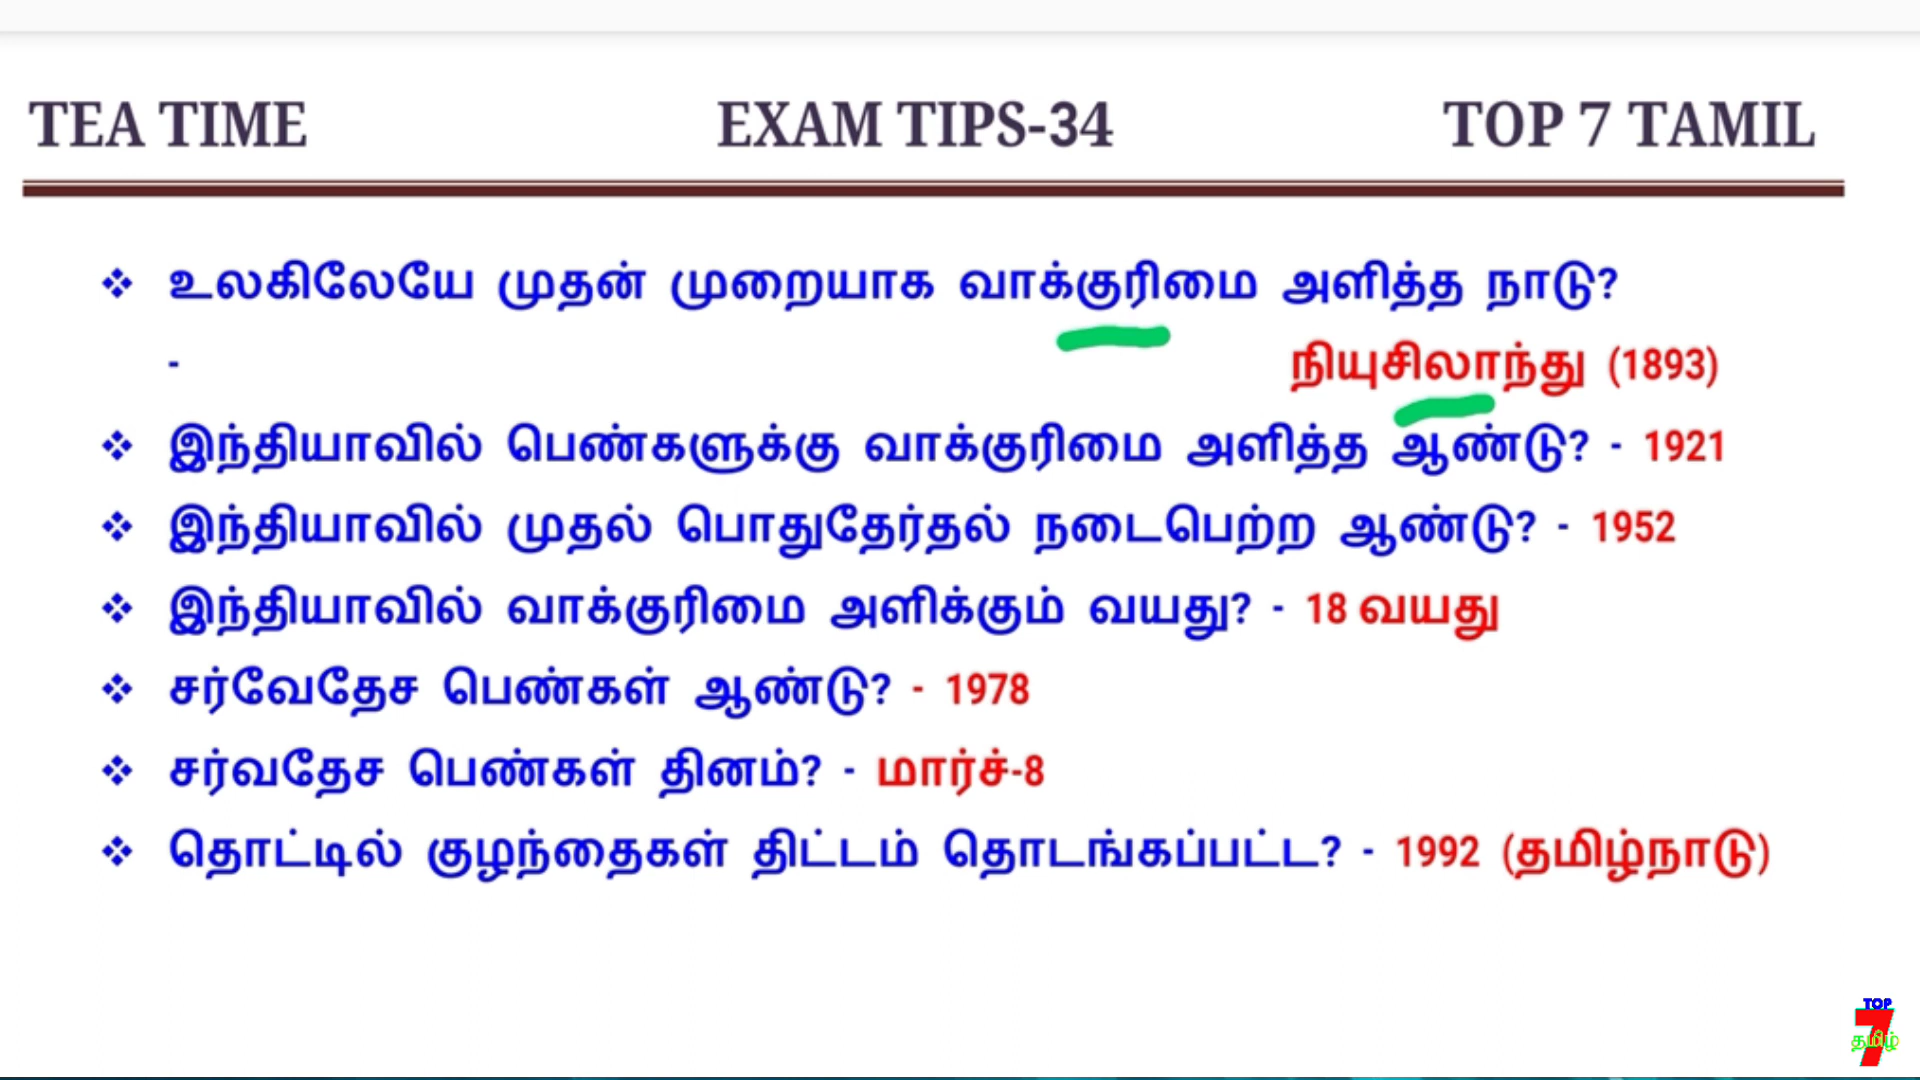 TEA TIME EXAM TIPS-34 TOP 7 TAMIL
❖ உலகிலேயே முதன் முறையாக வாக்குரிமை அளித்த நாடு?
- நியுசிலாந்து (1893)
❖ இந்தியாவில் பெண்களுக்கு வாக்குரிமை அளித்த ஆண்டு? - 1921
❖ இந்தியாவில் முதல் பொதுதேர்தல் நடைபெற்ற ஆண்டு? - 1952
❖ இந்தியாவில் வாக்குரிமை அளிக்கும் வயது? - 18 வயது
❖ சர்வேதேச பெண்கள் ஆண்டு? - 1978
❖ சர்வதேச பெண்கள் தினம்? - மார்ச்-8
❖ தொட்டில் குழந்தைகள் திட்டம் தொடங்கப்பட்ட? - 1992 (தமிழ்நாடு)
TOP
7
தமிழ்